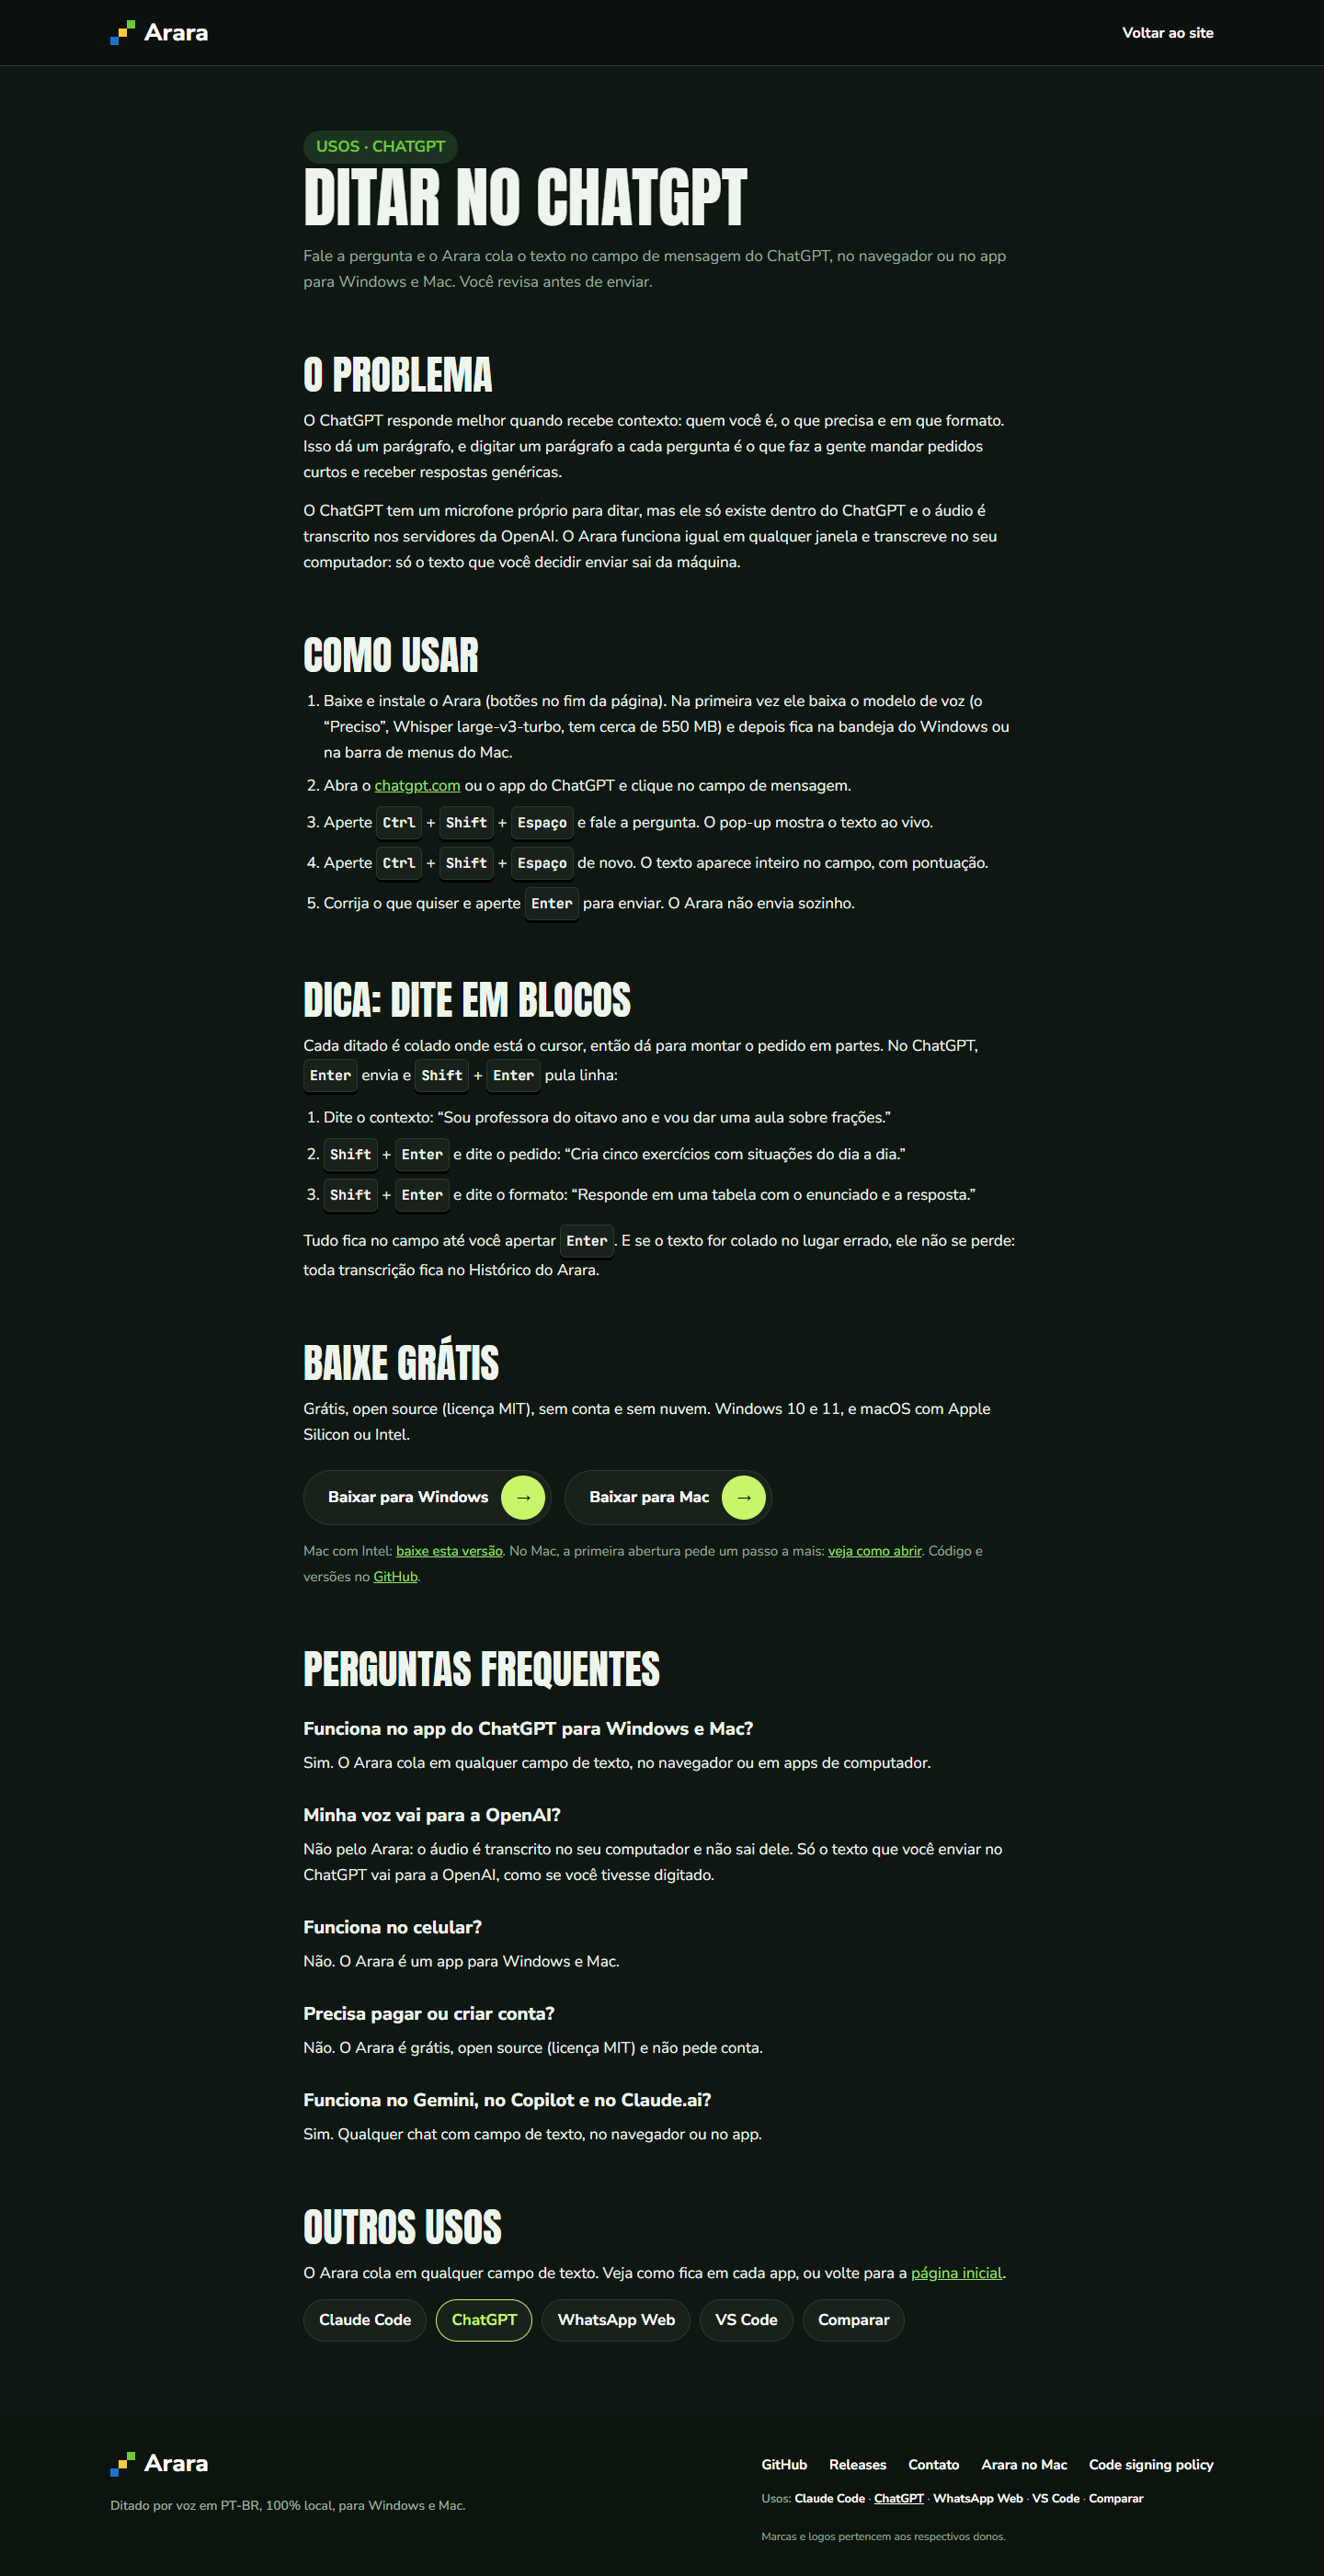 Arara
Voltar ao site
USOS · CHATGPT
DITAR NO CHATGPT
Fale a pergunta e o Arara cola o texto no campo de mensagem do ChatGPT, no navegador ou no app
para Windows e Mac. Você revisa antes de enviar.
O PROBLEMA
O ChatGPT responde melhor quando recebe contexto: quem você é, o que precisa e em que formato.
Isso dá um parágrafo, e digitar um parágrafo a cada pergunta é o que faz a gente mandar pedidos
curtos e receber respostas genéricas.
O ChatGPT tem um microfone próprio para ditar, mas ele só existe dentro do ChatGPT e o áudio é
transcrito nos servidores da OpenAI. O Arara funciona igual em qualquer janela e transcreve no seu
computador: só o texto que você decidir enviar sai da máquina.
COMO USAR
1. Baixe e instale o Arara (botões no fim da página). Na primeira vez ele baixa o modelo de voz (o
“Preciso”, Whisper large-v3-turbo, tem cerca de 550 MB) e depois fica na bandeja do Windows ou
na barra de menus do Mac.
2. Abra o chatgpt.com ou o app do ChatGPT e clique no campo de mensagem.
3. Aperte Ctrl + Shift + Espaço e fale a pergunta. O pop-up mostra o texto ao vivo.
4. Aperte Ctrl + Shift + Espaço de novo. O texto aparece inteiro no campo, com pontuação.
5. Corrija o que quiser e aperte Enter para enviar. O Arara não envia sozinho.
DICA: DITE EM BLOCOS
Cada ditado é colado onde está o cursor, então dá para montar o pedido em partes. No ChatGPT,
Enter envia e Shift + Enter pula linha:
1. Dite o contexto: “Sou professora do oitavo ano e vou dar uma aula sobre frações.”
2. Shift + Enter e dite o pedido: “Cria cinco exercícios com situações do dia a dia.”
3. Shift + Enter e dite o formato: “Responde em uma tabela com o enunciado e a resposta.”
Tudo fica no campo até você apertar Enter. E se o texto for colado no lugar errado, ele não se perde:
toda transcrição fica no Histórico do Arara.
BAIXE GRÁTIS
Grátis, open source (licença MIT), sem conta e sem nuvem. Windows 10 e 11, e macOS com Apple
Silicon ou Intel.
Baixar para Windows → Baixar para Mac →
Mac com Intel: baixe esta versão. No Mac, a primeira abertura pede um passo a mais: veja como abrir. Código e
versões no GitHub.
PERGUNTAS FREQUENTES
Funciona no app do ChatGPT para Windows e Mac?
Sim. O Arara cola em qualquer campo de texto, no navegador ou em apps de computador.
Minha voz vai para a OpenAI?
Não pelo Arara: o áudio é transcrito no seu computador e não sai dele. Só o texto que você enviar no
ChatGPT vai para a OpenAI, como se você tivesse digitado.
Funciona no celular?
Não. O Arara é um app para Windows e Mac.
Precisa pagar ou criar conta?
Não. O Arara é grátis, open source (licença MIT) e não pede conta.
Funciona no Gemini, no Copilot e no Claude.ai?
Sim. Qualquer chat com campo de texto, no navegador ou no app.
OUTROS USOS
O Arara cola em qualquer campo de texto. Veja como fica em cada app, ou volte para a página inicial.
Claude Code ChatGPT WhatsApp Web VS Code Comparar
Arara
Ditado por voz em PT-BR, 100% local, para Windows e Mac.
GitHub Releases Contato Arara no Mac Code signing policy
Usos: Claude Code · ChatGPT · WhatsApp Web · VS Code · Comparar
Marcas e logos pertencem aos respectivos donos.